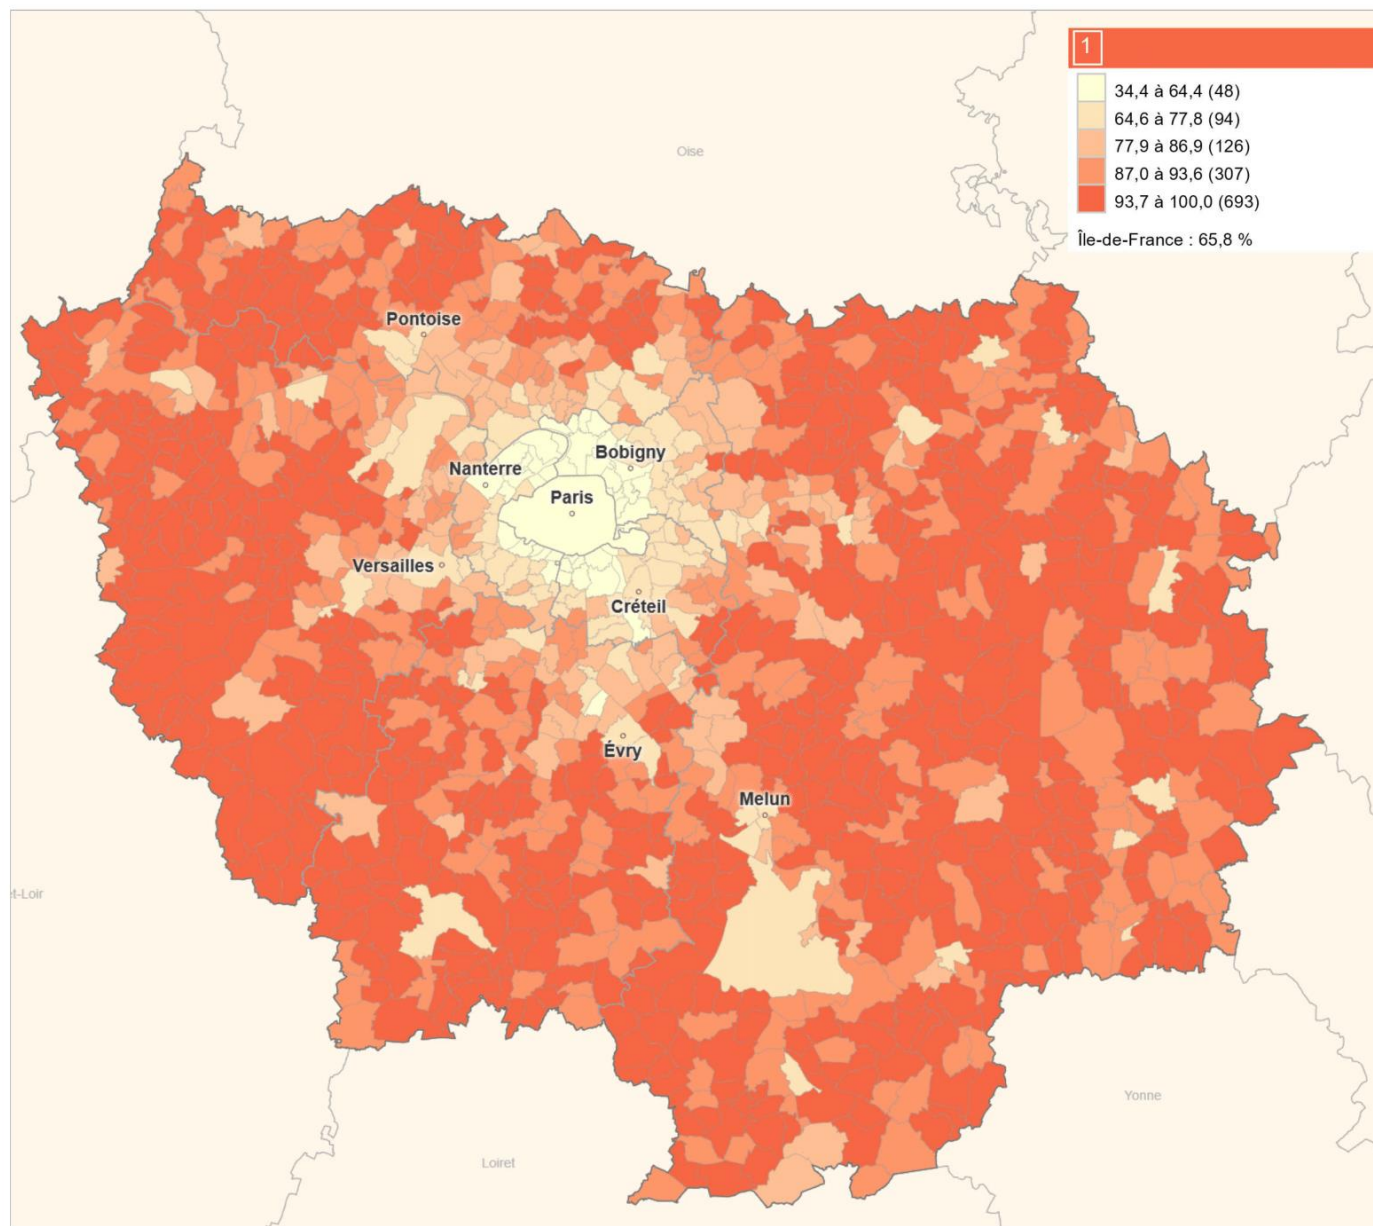 1
34,4 à 64,4 (48)
64,6 à 77,8 (94)
77,9 à 86,9 (126)
87,0 à 93,6 (307)
93,7 à 100,0 (693)
Île-de-France : 65,8 %
Oise
Pontoise
Bobigny
Nanterre
Paris
Versailles
Créteil
Évry
Melun
et-Loir
Yonne
Loiret